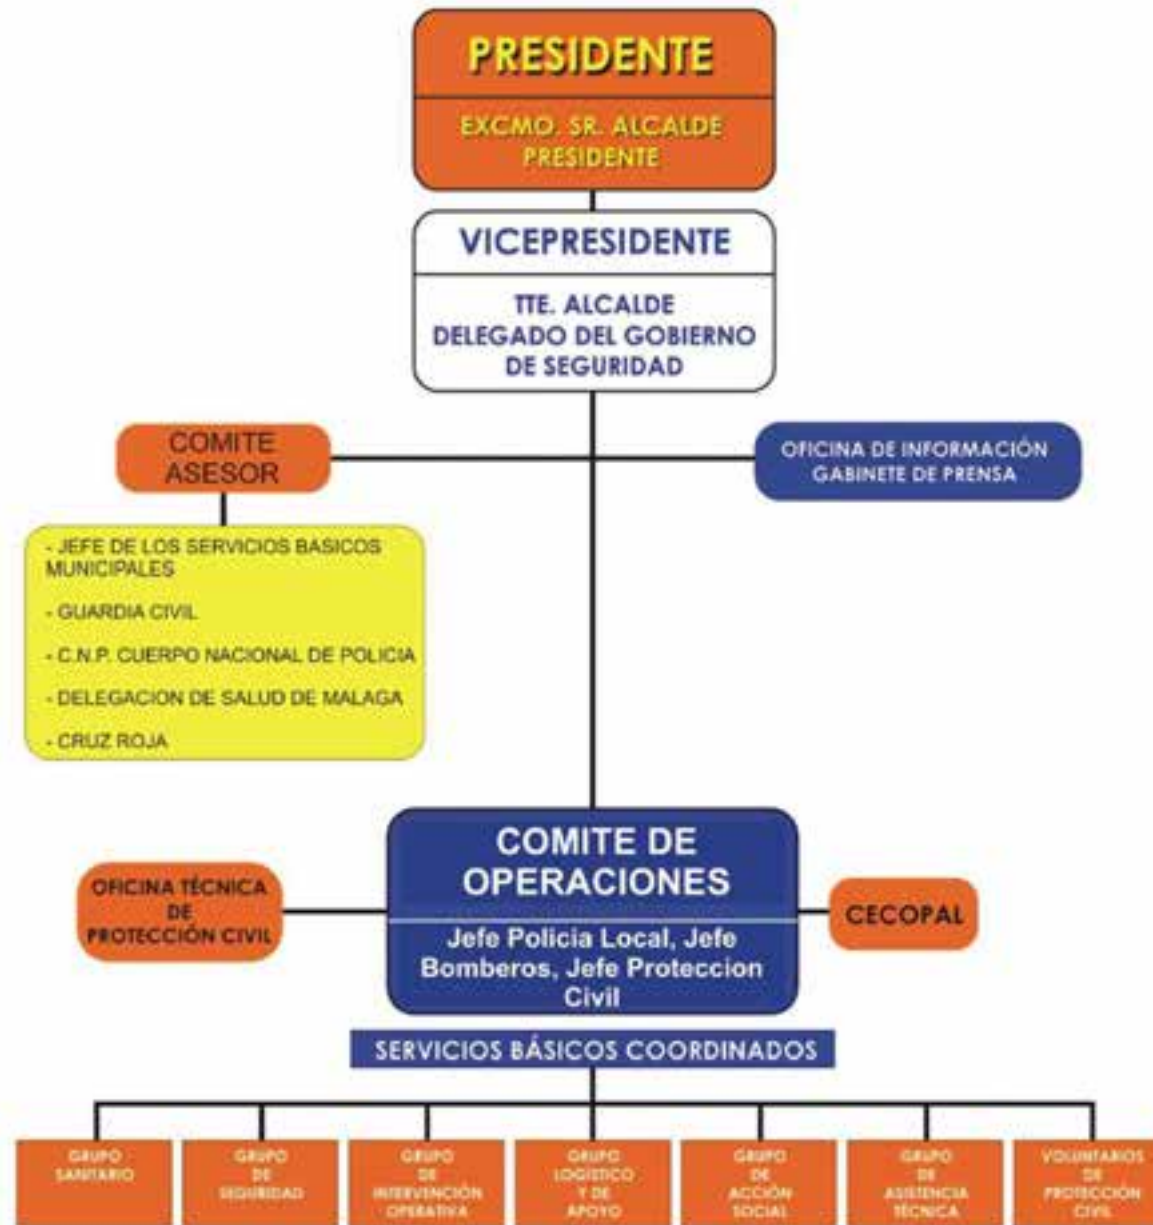 PRESIDENTE
EXCMO. SR. ALCALDE
PRESIDENTE
VICEPRESIDENTE
TTE. ALCALDE
DELEGADO DEL GOBIERNO
DE SEGURIDAD
COMITE
ASESOR
OFICINA DE INFORMACIÓN
GABINETE DE PRENSA
- JEFE DE LOS SERVICIOS BASICOS
MUNICIPALES
- GUARDIA CIVIL
- C.N.P. CUERPO NACIONAL DE POLICIA
- DELEGACION DE SALUD DE MALAGA
- CRUZ ROJA
COMITE DE
OPERACIONES
Jefe Policia Local, Jefe
Bomberos, Jefe Proteccion
Civil
OFICINA TÉCNICA
DE
PROTECCIÓN CIVIL
CECOPAL
SERVICIOS BÁSICOS COORDINADOS
GRUPO
SANITARIO
GRUPO
DE
SEGURIDAD
GRUPO
DE
INTERVENCIÓN
OPERATIVA
GRUPO
LOGÍSTICO
Y DE
APOYO
GRUPO
DE
ACCIÓN
SOCIAL
GRUPO
DE
ASISTENCIA
TÉCNICA
VOLUNTARIOS
DE
PROTECCIÓN
CIVIL